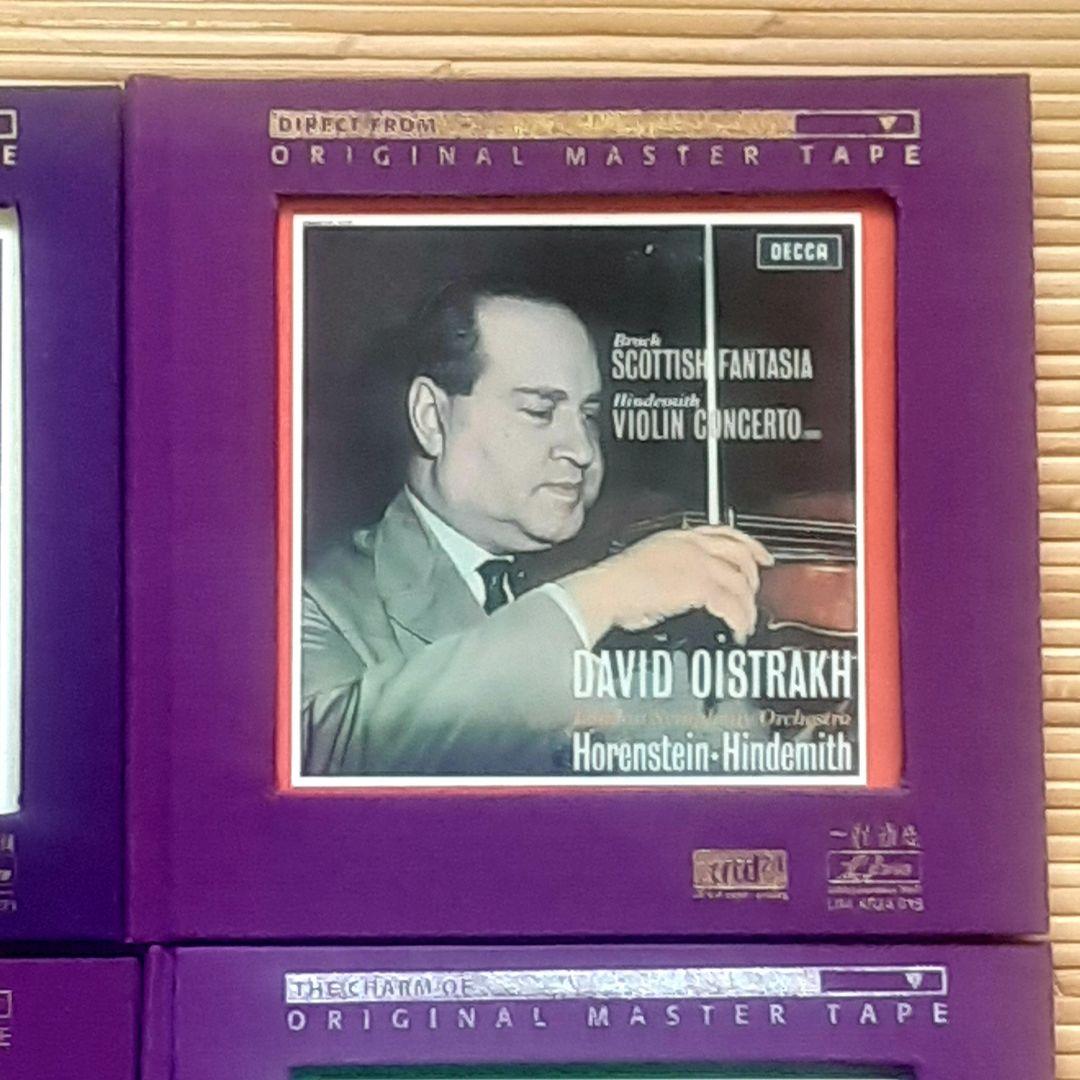 DIRECT FROM
ORIGINAL MASTER TAPE
DECCA
Bruch
SCOTTISH FANTASIA
Hindemith
VIOLIN CONCERTO
DAVID OISTRAKH
London Symphony Orchestra
Horenstein·Hindemith
xrcd24
E
THE CHARM OF
ORIGINAL MASTER TAPE